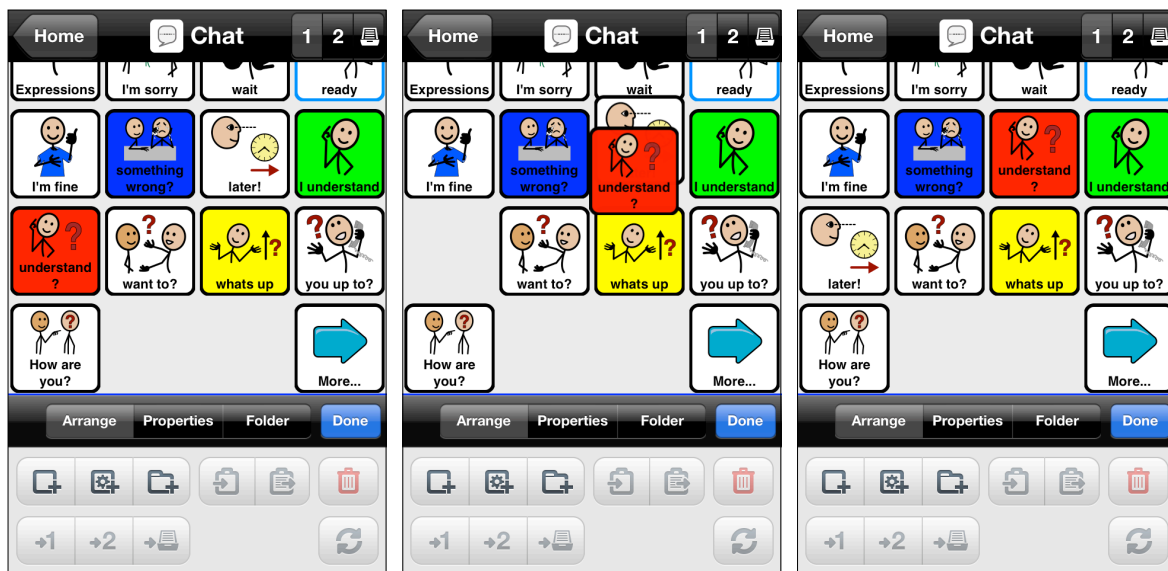 Home Chat 1 2
Expressions I'm sorry wait ready
I'm fine something wrong? later! I understand
understand ? want to? whats up you up to?
How are you? More...
Arrange Properties Folder Done
1 2
Home Chat 1 2
Expressions I'm sorry wait ready
I'm fine something wrong? understand ? I understand
want to? whats up you up to?
How are you? More...
Arrange Properties Folder Done
1 2
Home Chat 1 2
Expressions I'm sorry wait ready
I'm fine something wrong? understand ? I understand
later! want to? whats up you up to?
How are you? More...
Arrange Properties Folder Done
1 2